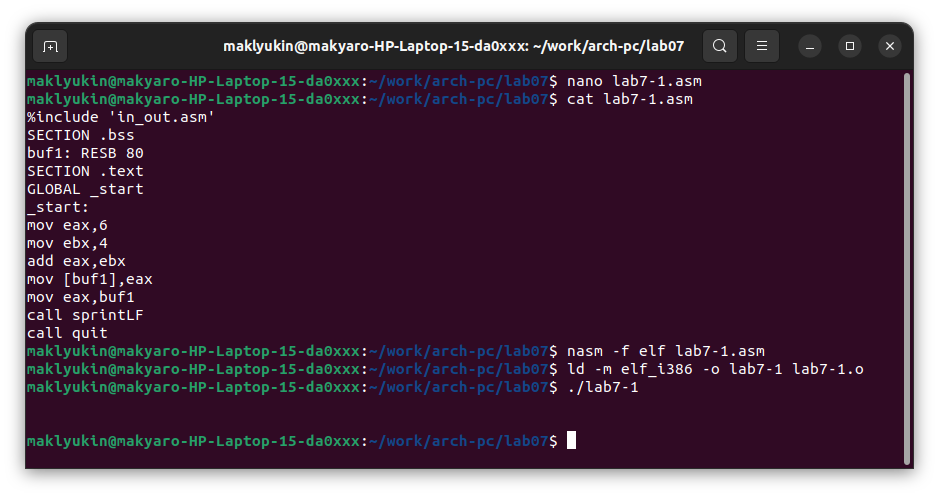 maklyukin@makyaro-HP-Laptop-15-da0xxx: ~/work/arch-pc/lab07
maklyukin@makyaro-HP-Laptop-15-da0xxx:~/work/arch-pc/lab07$ nano lab7-1.asm
maklyukin@makyaro-HP-Laptop-15-da0xxx:~/work/arch-pc/lab07$ cat lab7-1.asm
%include 'in_out.asm'
SECTION .bss
buf1: RESB 80
SECTION .text
GLOBAL _start
_start:
mov eax,6
mov ebx,4
add eax,ebx
mov [buf1],eax
mov eax,buf1
call sprintLF
call quit
maklyukin@makyaro-HP-Laptop-15-da0xxx:~/work/arch-pc/lab07$ nasm -f elf lab7-1.asm
maklyukin@makyaro-HP-Laptop-15-da0xxx:~/work/arch-pc/lab07$ ld -m elf_i386 -o lab7-1 lab7-1.o
maklyukin@makyaro-HP-Laptop-15-da0xxx:~/work/arch-pc/lab07$ ./lab7-1
maklyukin@makyaro-HP-Laptop-15-da0xxx:~/work/arch-pc/lab07$